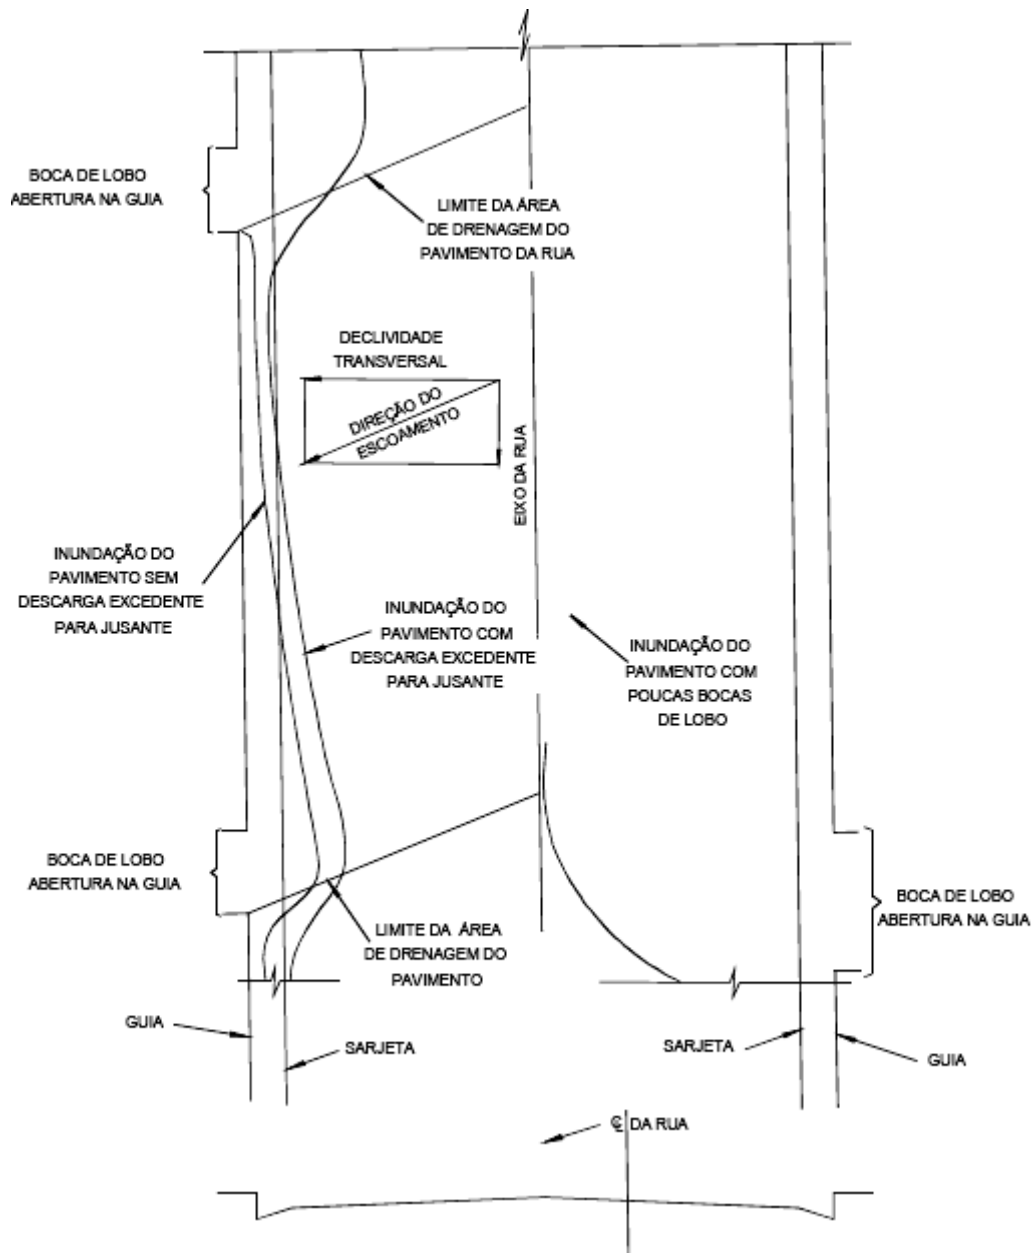 BOCA DE LOBO
ABERTURA NA GUIA
LIMITE DA ÁREA
DE DRENAGEM DO
PAVIMENTO DA RUA
DECLIVIDADE
TRANSVERSAL
DIREÇÃO DO
ESCOAMENTO
EIXO DA RUA
INUNDAÇÃO DO
PAVIMENTO SEM
DESCARGA EXCEDENTE
PARA JUSANTE
INUNDAÇÃO DO
PAVIMENTO COM
DESCARGA EXCEDENTE
PARA JUSANTE
INUNDAÇÃO DO
PAVIMENTO COM
POUCAS BOCAS
DE LOBO
BOCA DE LOBO
ABERTURA NA GUIA
BOCA DE LOBO
ABERTURA NA GUIA
LIMITE DA ÁREA
DE DRENAGEM DO
PAVIMENTO
GUIA
SARJETA
SARJETA
GUIA
℄ DA RUA